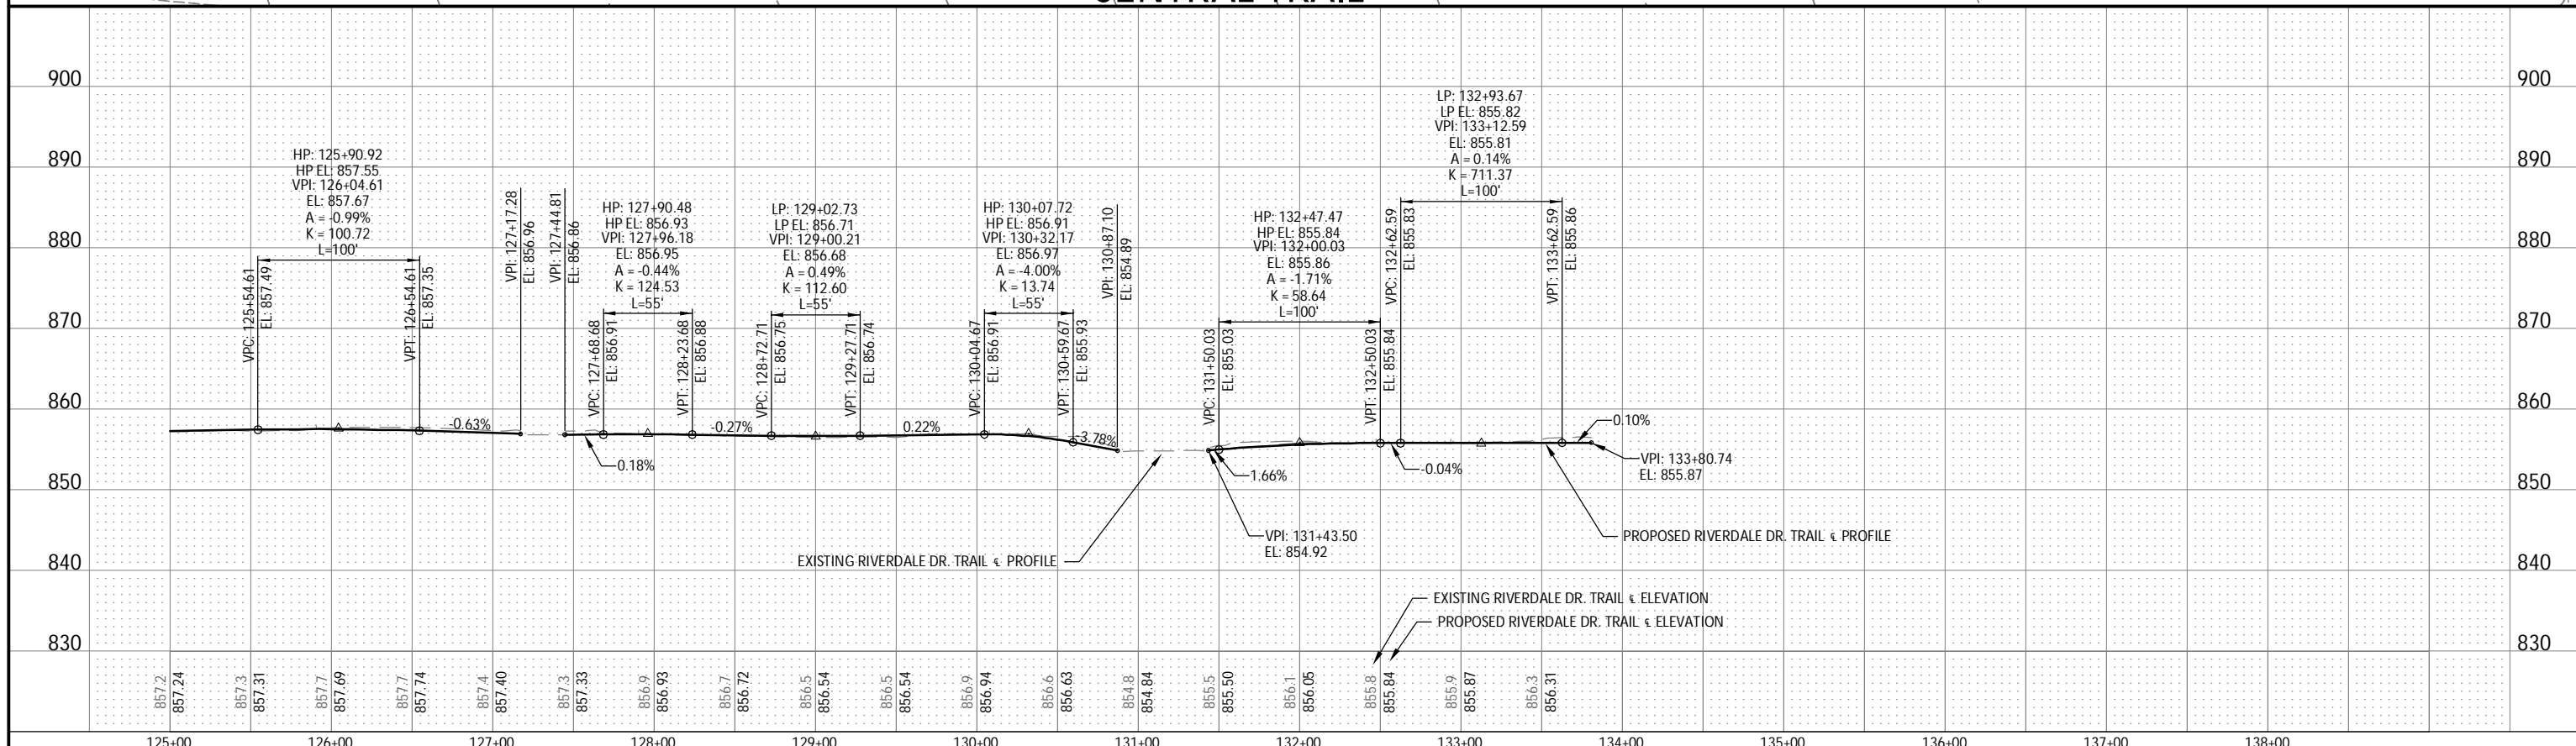 CENTRAL TRAIL
900
890
880
870
860
850
840
830
HP: 125+90.92
HP EL: 857.55
VPI: 126+04.61
EL: 857.67
A = -0.99%
K = 100.72
L=100'
VPC: 125+54.61
EL: 857.49
VPT: 126+54.61
EL: 857.35
-0.63%
VPI: 127+17.28
EL: 856.96
VPI: 127+44.81
EL: 856.86
0.18%
HP: 127+90.48
HP EL: 856.93
VPI: 127+96.18
EL: 856.95
A = -0.44%
K = 124.53
L=55'
VPC: 127+68.68
EL: 856.91
VPT: 128+23.68
EL: 856.88
-0.27%
LP: 129+02.73
LP EL: 856.71
VPI: 129+00.21
EL: 856.68
A = 0.49%
K = 112.60
L=55'
VPC: 128+72.71
EL: 856.75
VPT: 129+27.71
EL: 856.74
0.22%
HP: 130+07.72
HP EL: 856.91
VPI: 130+32.17
EL: 856.97
A = -4.00%
K = 13.74
L=55'
VPC: 130+04.67
EL: 856.91
VPT: 130+59.67
EL: 855.93
-3.78%
VPI: 130+87.10
EL: 854.89
EXISTING RIVERDALE DR. TRAIL ℄ PROFILE
VPI: 131+43.50
EL: 854.92
1.66%
HP: 132+47.47
HP EL: 855.84
VPI: 132+00.03
EL: 855.86
A = -1.71%
K = 58.64
L=100'
VPC: 131+50.03
EL: 855.03
VPT: 132+50.03
EL: 855.84
-0.04%
LP: 132+93.67
LP EL: 855.82
VPI: 133+12.59
EL: 855.81
A = 0.14%
K = 711.37
L=100'
VPC: 132+62.59
EL: 855.83
VPT: 133+62.59
EL: 855.86
0.10%
VPI: 133+80.74
EL: 855.87
PROPOSED RIVERDALE DR. TRAIL ℄ PROFILE
EXISTING RIVERDALE DR. TRAIL ℄ ELEVATION
PROPOSED RIVERDALE DR. TRAIL ℄ ELEVATION
900
890
880
870
860
850
840
830
857.2
857.24
857.3
857.31
857.7
857.69
857.7
857.74
857.4
857.40
857.3
857.33
856.9
856.93
856.7
856.72
856.5
856.54
856.5
856.54
856.9
856.94
856.6
856.63
854.8
854.84
855.5
855.50
856.1
856.05
855.8
855.84
855.9
855.87
856.3
856.31
125+00
126+00
127+00
128+00
129+00
130+00
131+00
132+00
133+00
134+00
135+00
136+00
137+00
138+00